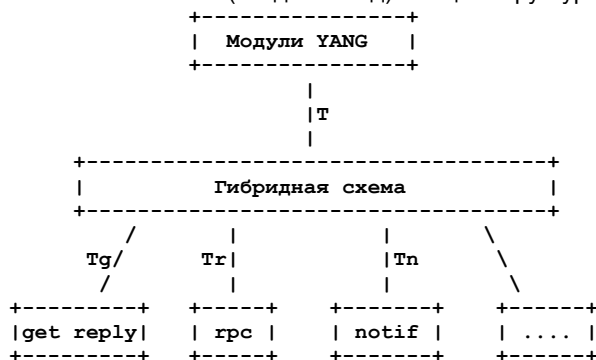 Модули YANG
T
Гибридная схема
Tg/ Tr| |Tn
get reply rpc notif ....